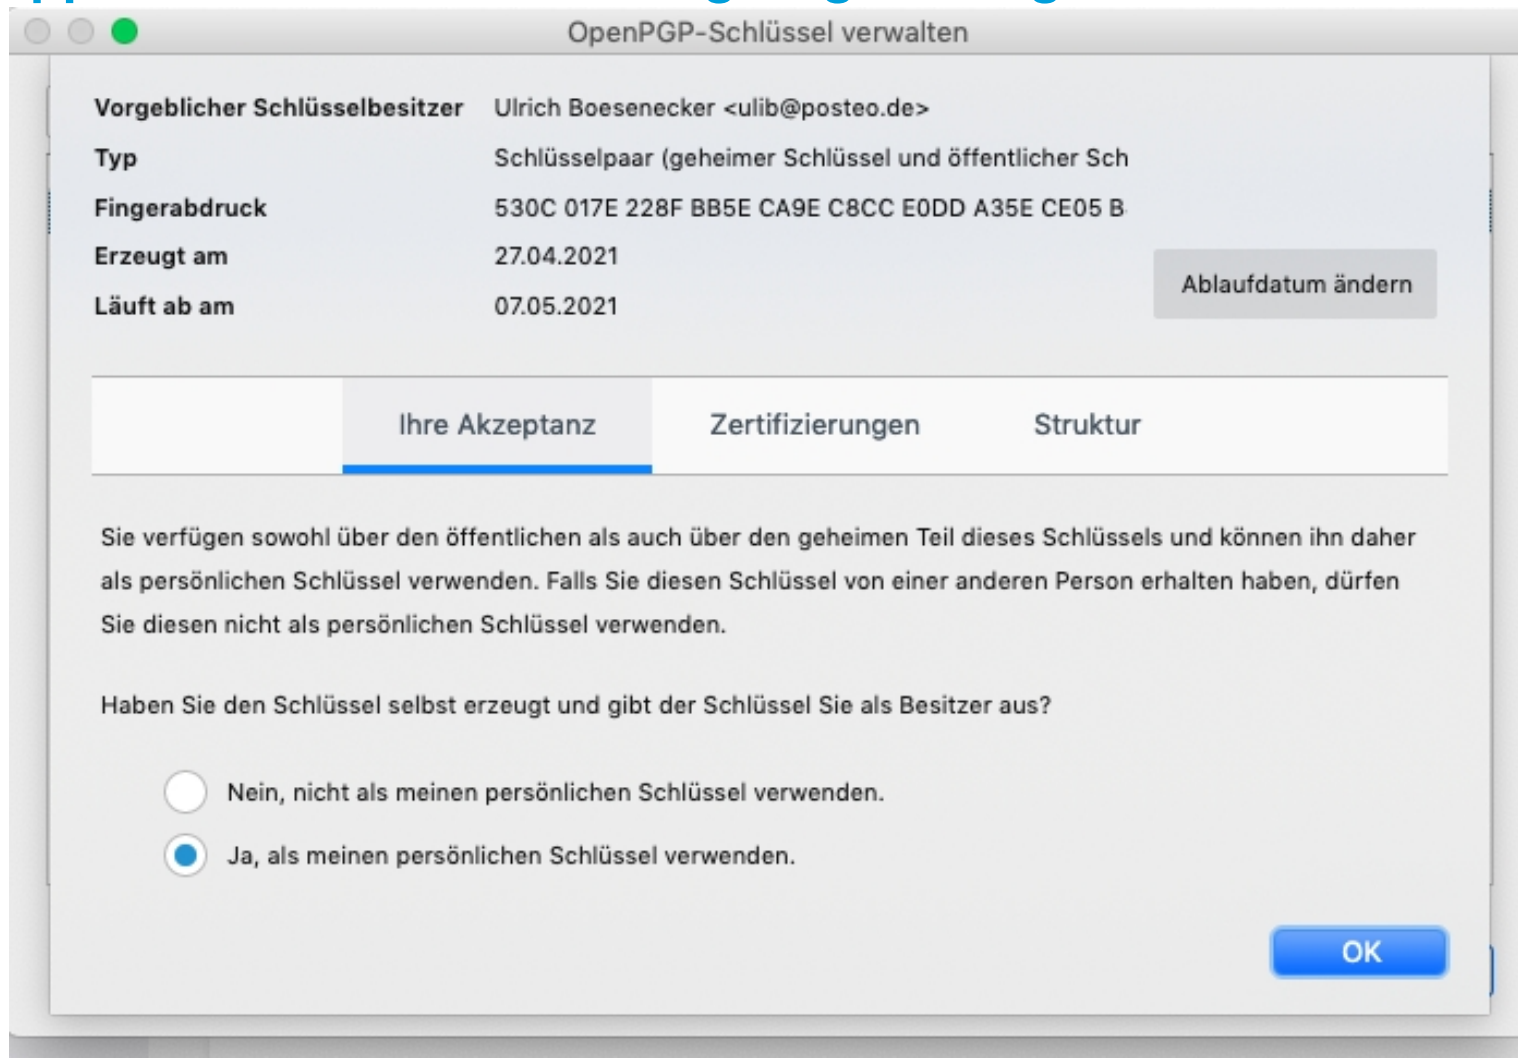 OpenPGP-Schlüssel verwalten
Vorgeblicher Schlüsselbesitzer Ulrich Boesenecker <ulib@posteo.de>
Typ Schlüsselpaar (geheimer Schlüssel und öffentlicher Sch
Fingerabdruck 530C 017E 228F BB5E CA9E C8CC E0DD A35E CE05 B
Erzeugt am 27.04.2021
Läuft ab am 07.05.2021
Ablaufdatum ändern
Ihre Akzeptanz Zertifizierungen Struktur
Sie verfügen sowohl über den öffentlichen als auch über den geheimen Teil dieses Schlüssels und können ihn daher
als persönlichen Schlüssel verwenden. Falls Sie diesen Schlüssel von einer anderen Person erhalten haben, dürfen
Sie diesen nicht als persönlichen Schlüssel verwenden.
Haben Sie den Schlüssel selbst erzeugt und gibt der Schlüssel Sie als Besitzer aus?
Nein, nicht als meinen persönlichen Schlüssel verwenden.
Ja, als meinen persönlichen Schlüssel verwenden.
OK